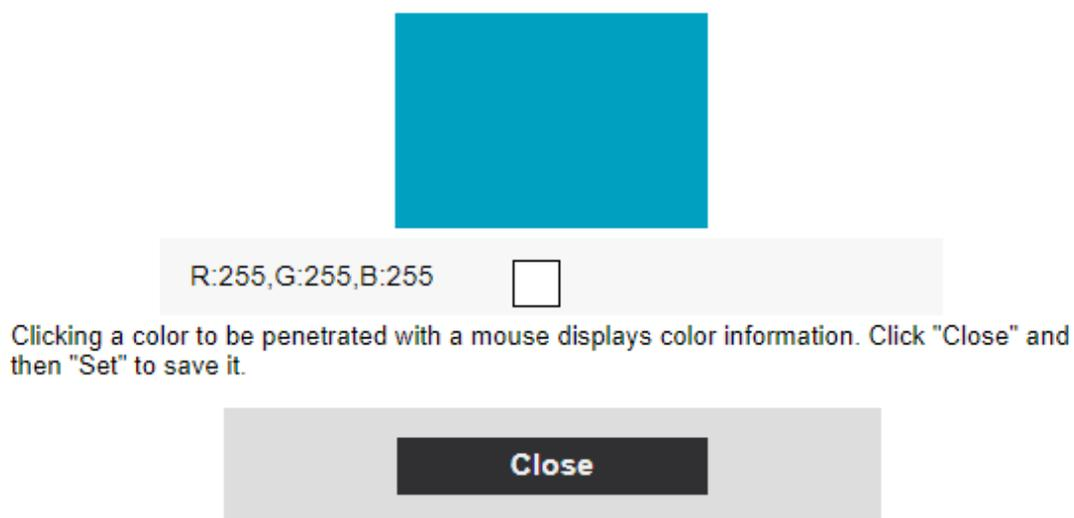 R:255,G:255,B:255
Clicking a color to be penetrated with a mouse displays color information. Click "Close" and
then "Set" to save it.
Close